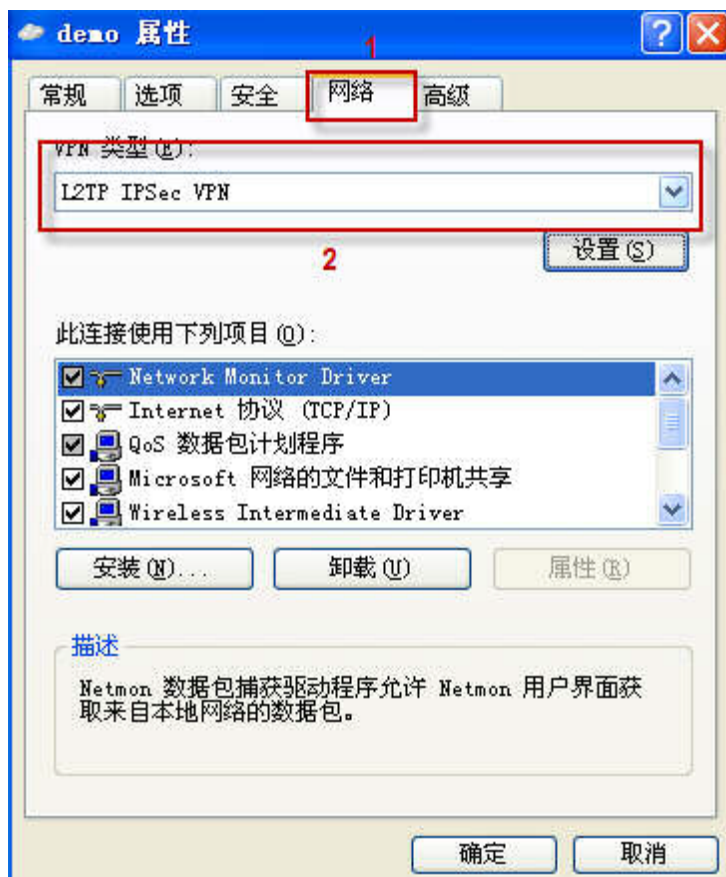 demo 属性
1
常规 选项 安全 网络 高级
VPN 类型(E):
L2TP IPSec VPN
2
设置(S)
此连接使用下列项目(O):
Network Monitor Driver
Internet 协议 (TCP/IP)
QoS 数据包计划程序
Microsoft 网络的文件和打印机共享
Wireless Intermediate Driver
安装(N)... 卸载(U) 属性(R)
描述
Netmon 数据包捕获驱动程序允许 Netmon 用户界面获
取来自本地网络的数据包。
确定 取消